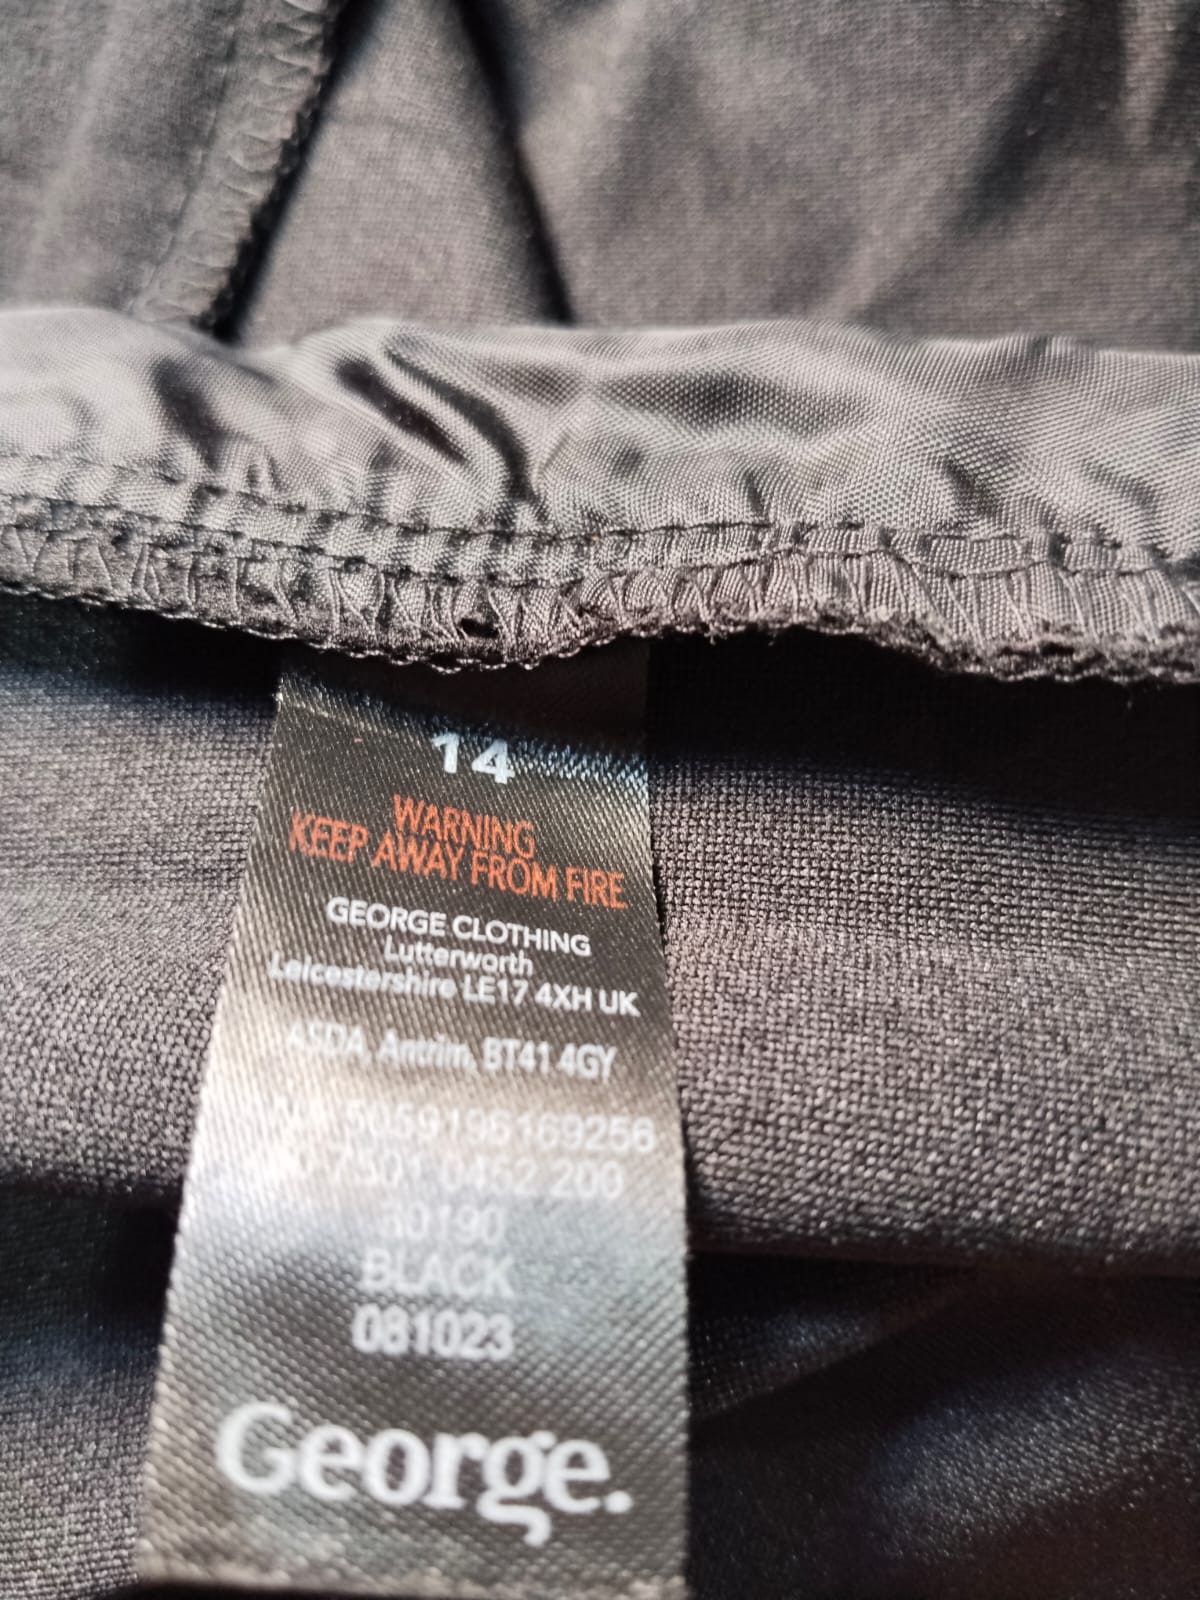 14
WARNING
KEEP AWAY FROM FIRE
GEORGE CLOTHING
Lutterworth
Leicestershire LE17 4XH UK
ASDA, Antrim, BT41 4GY
5059196169256
0452.200
30190
BLACK
081023
George.